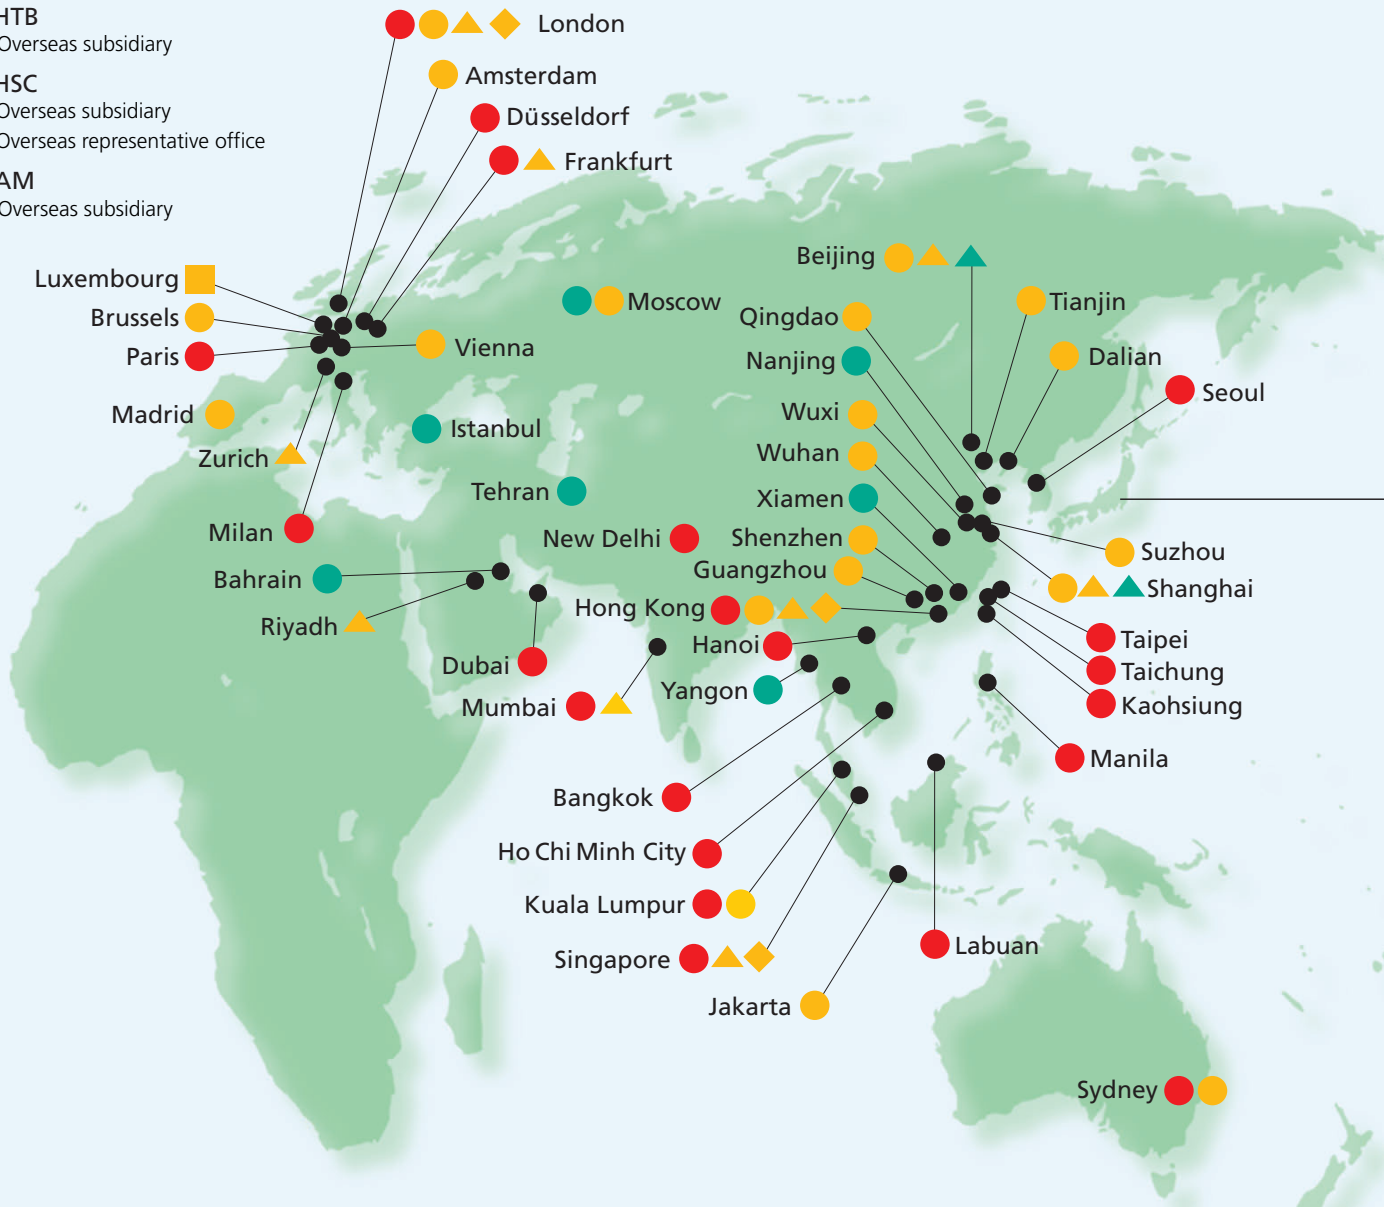 HTB
Overseas subsidiary
HSC
Overseas subsidiary
Overseas representative office
AM
Overseas subsidiary
London
Amsterdam
Düsseldorf
Frankfurt
Luxembourg
Brussels
Paris
Vienna
Madrid
Istanbul
Zurich
Tehran
Milan
Bahrain
Riyadh
Dubai
Mumbai
Moscow
Beijing
Qingdao
Nanjing
Wuxi
Wuhan
Xiamen
New Delhi
Shenzhen
Guangzhou
Hong Kong
Hanoi
Yangon
Tianjin
Dalian
Seoul
Suzhou
Shanghai
Taipei
Taichung
Kaohsiung
Manila
Bangkok
Ho Chi Minh City
Kuala Lumpur
Singapore
Jakarta
Labuan
Sydney